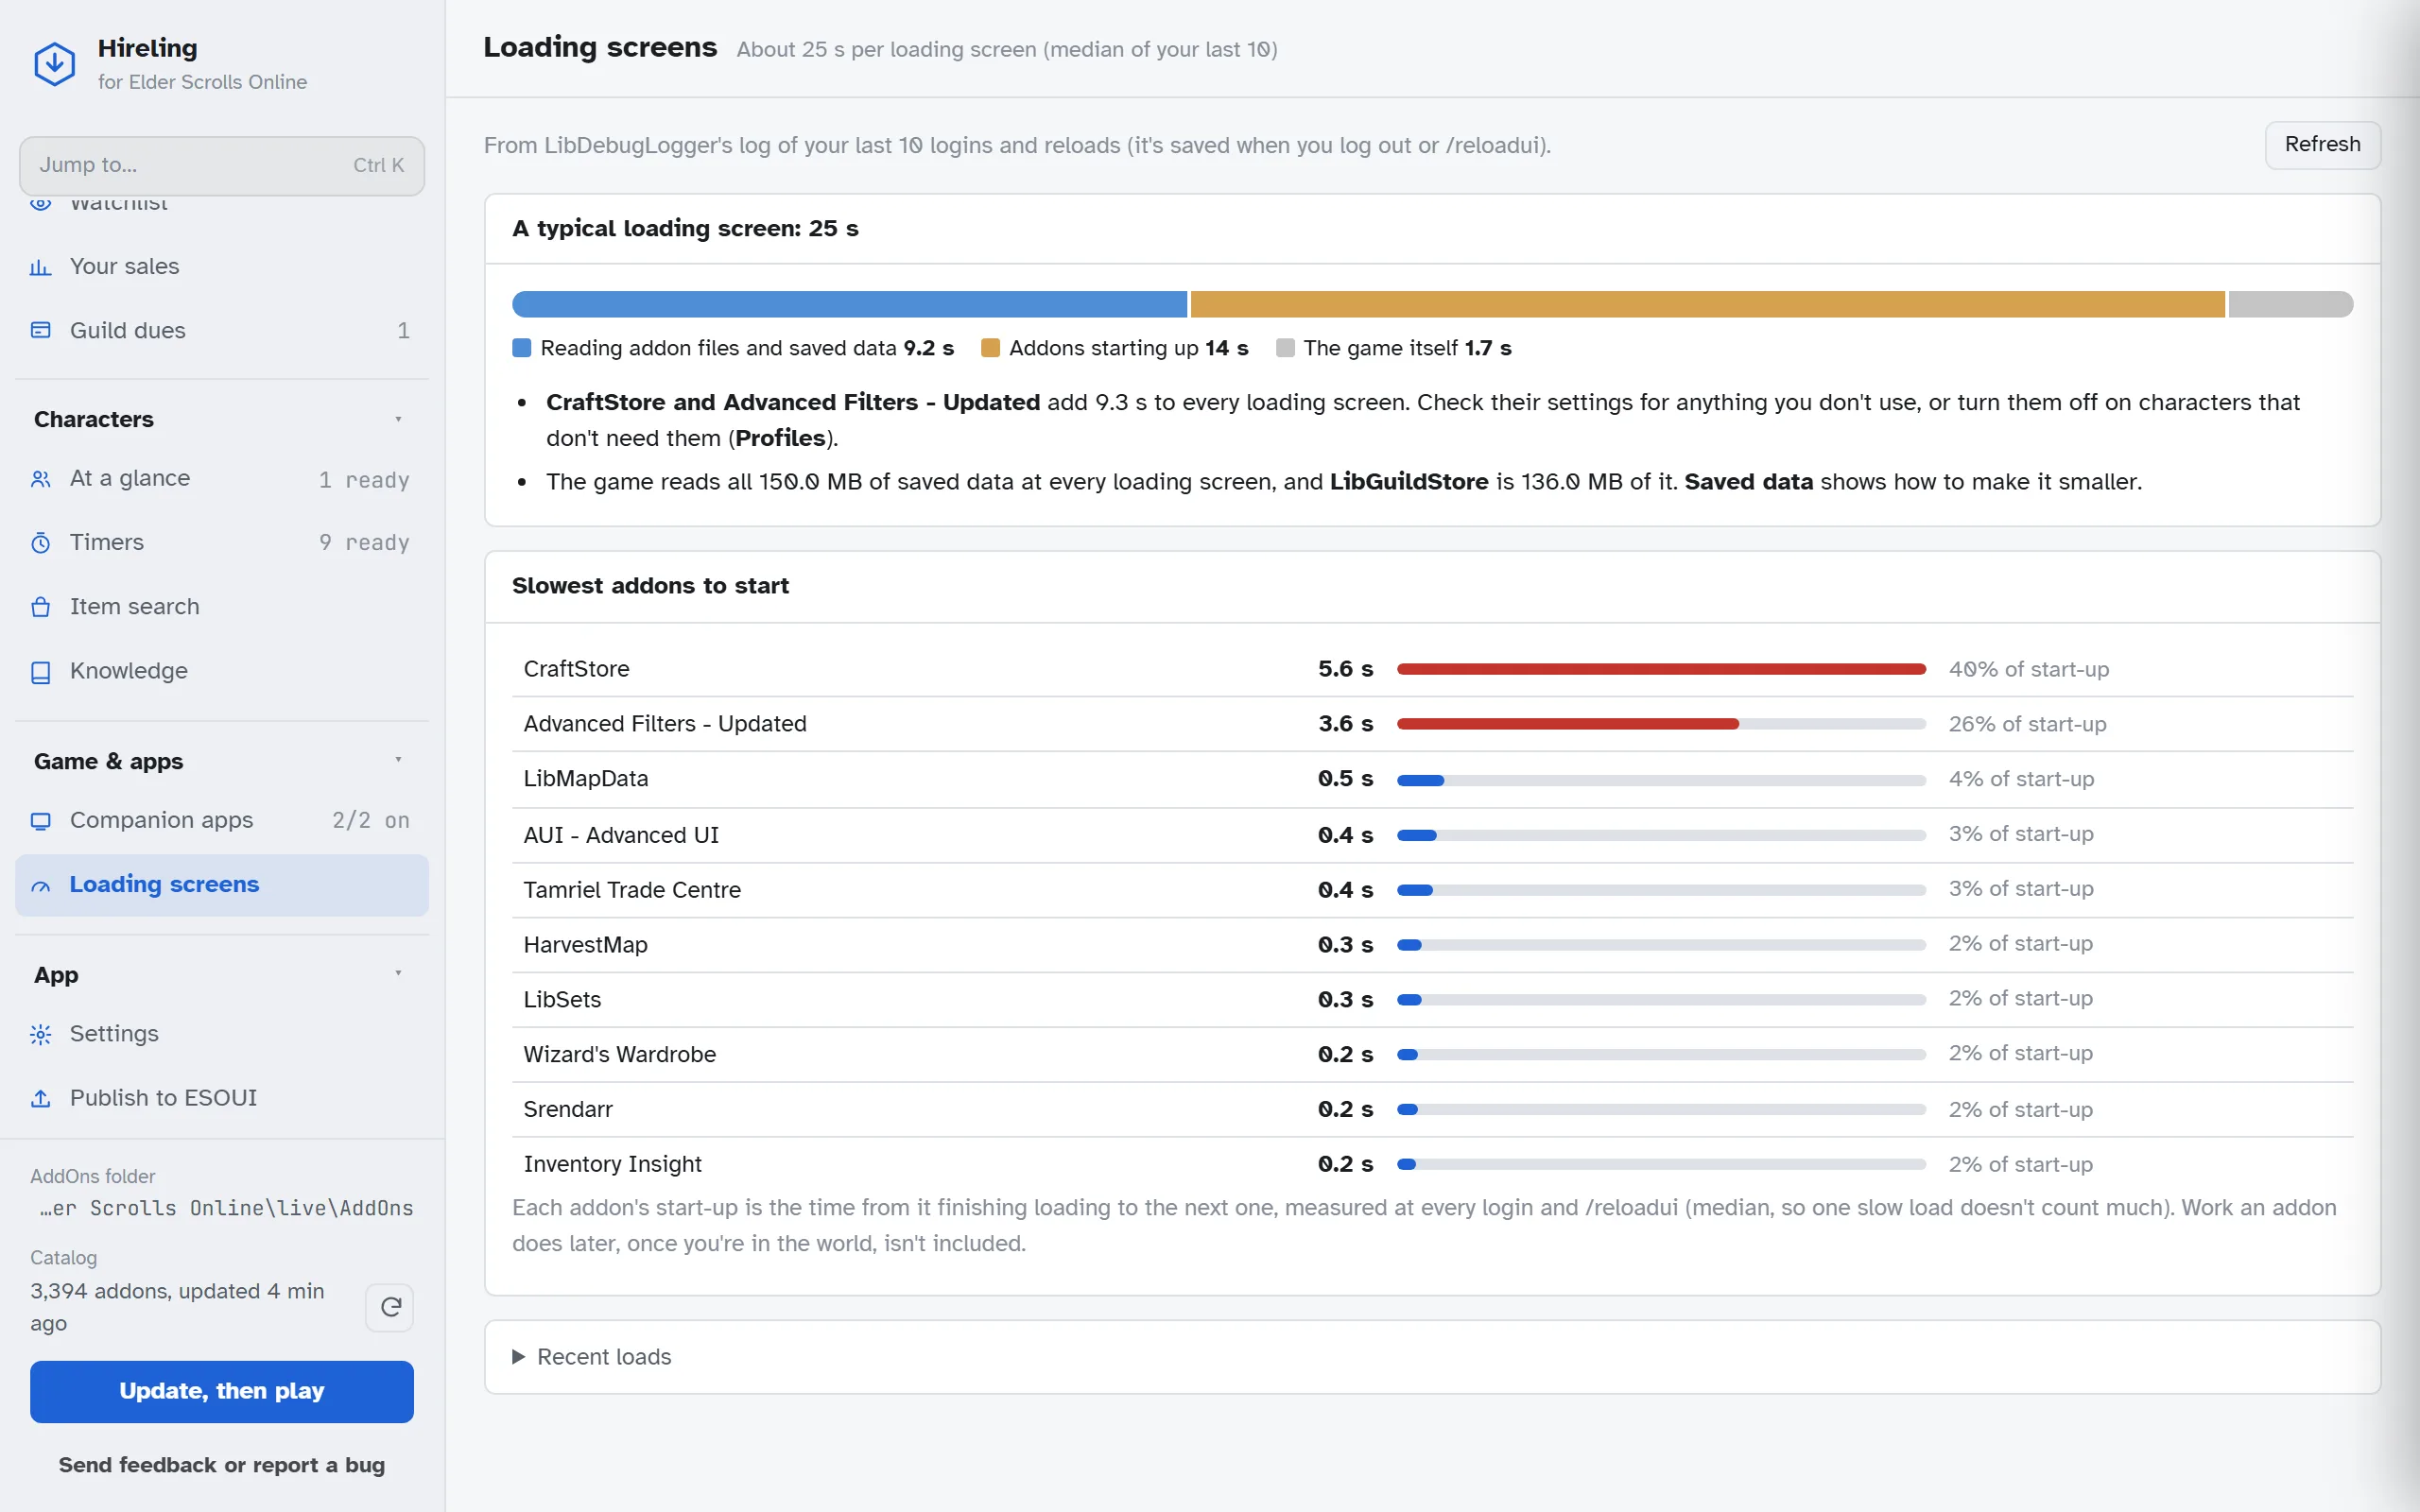 Hireling
for Elder Scrolls Online
Jump to...
Ctrl K
Watchlist
Your sales
Guild dues 1
Characters
At a glance 1 ready
Timers 9 ready
Item search
Knowledge
Game & apps
Companion apps 2/2 on
Loading screens
App
Settings
Publish to ESOUI
AddOns folder
…er Scrolls Online\live\AddOns
Catalog
3,394 addons, updated 4 min
ago
Update, then play
Send feedback or report a bug
Loading screens About 25 s per loading screen (median of your last 10)
From LibDebugLogger's log of your last 10 logins and reloads (it's saved when you log out or /reloadui).
Refresh
A typical loading screen: 25 s
Reading addon files and saved data 9.2 s Addons starting up 14 s The game itself 1.7 s
• CraftStore and Advanced Filters - Updated add 9.3 s to every loading screen. Check their settings for anything you don't use, or turn them off on characters that
don't need them (Profiles).
• The game reads all 150.0 MB of saved data at every loading screen, and LibGuildStore is 136.0 MB of it. Saved data shows how to make it smaller.
Slowest addons to start
CraftStore 5.6 s 40% of start-up
Advanced Filters - Updated 3.6 s 26% of start-up
LibMapData 0.5 s 4% of start-up
AUI - Advanced UI 0.4 s 3% of start-up
Tamriel Trade Centre 0.4 s 3% of start-up
HarvestMap 0.3 s 2% of start-up
LibSets 0.3 s 2% of start-up
Wizard's Wardrobe 0.2 s 2% of start-up
Srendarr 0.2 s 2% of start-up
Inventory Insight 0.2 s 2% of start-up
Each addon's start-up is the time from it finishing loading to the next one, measured at every login and /reloadui (median, so one slow load doesn't count much). Work an addon
does later, once you're in the world, isn't included.
Recent loads